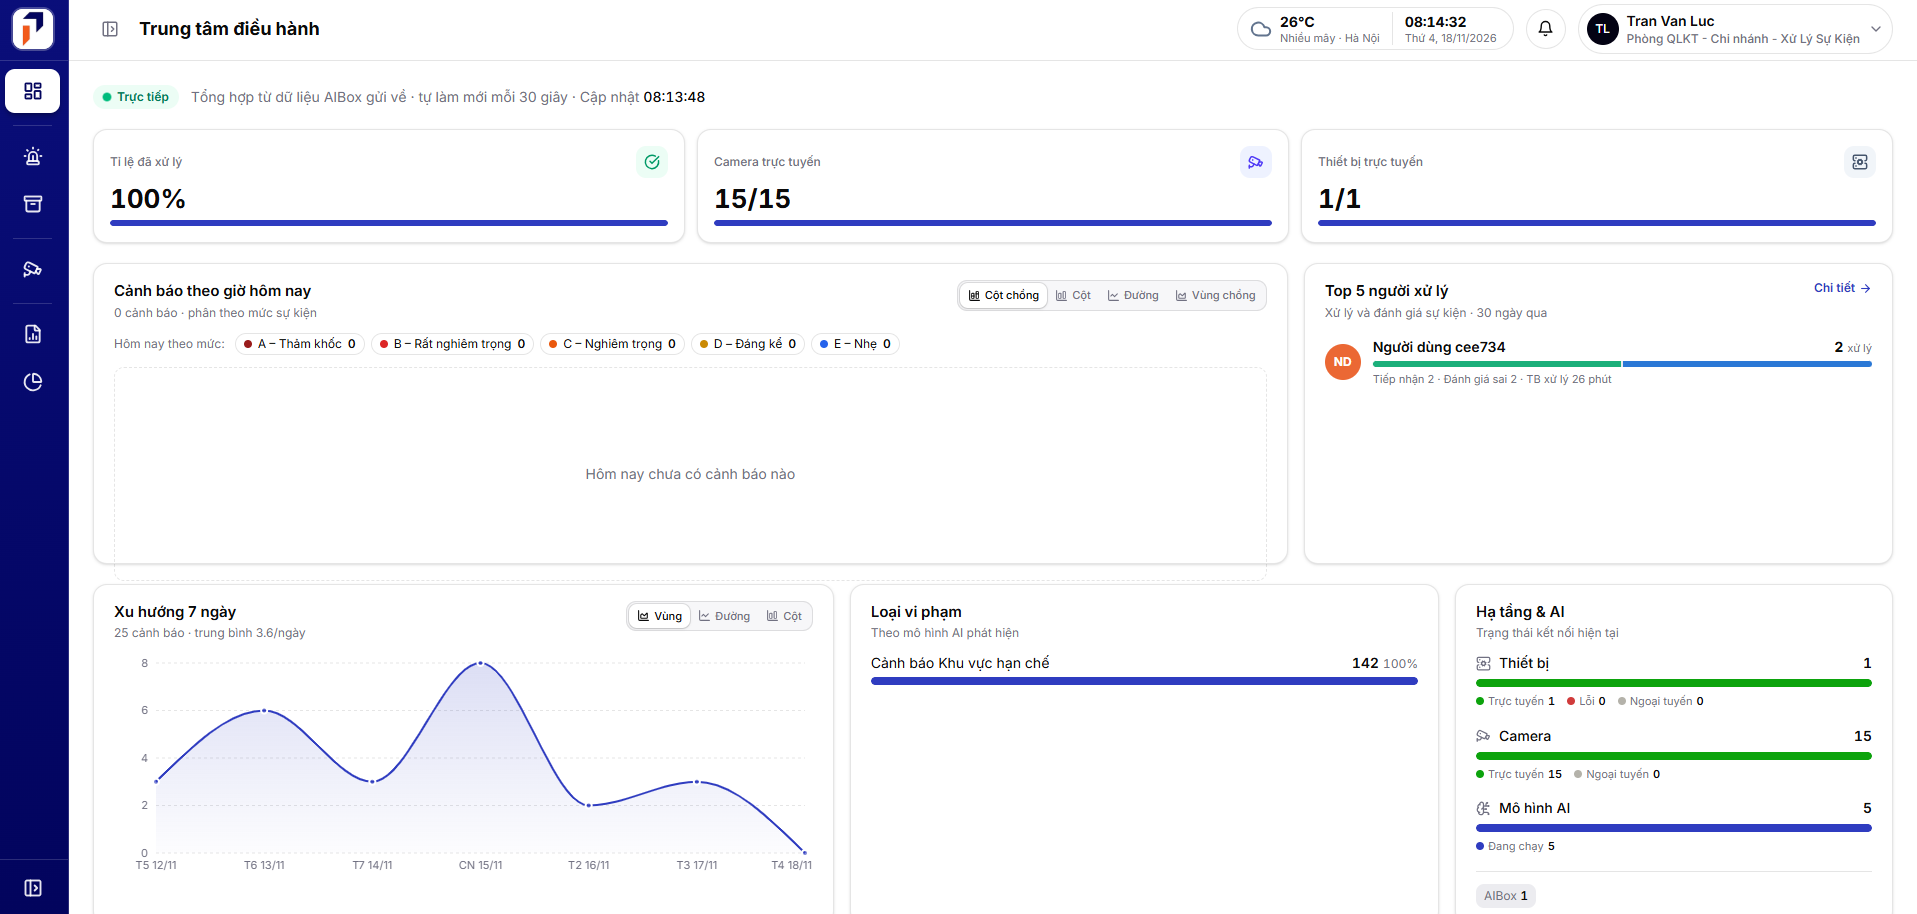 Trung tâm điều hành
26°C
Nhiều mây · Hà Nội
08:14:32
Thứ 4, 18/11/2026
TL
Tran Van Luc
Phòng QLKT - Chi nhánh - Xử Lý Sự Kiện
Trực tiếp
Tổng hợp từ dữ liệu AIBox gửi về · tự làm mới mỗi 30 giây · Cập nhật 08:13:48
Tỉ lệ đã xử lý
100%
Camera trực tuyến
15/15
Thiết bị trực tuyến
1/1
Cảnh báo theo giờ hôm nay
0 cảnh báo · phân theo mức sự kiện
Cột chồng
Cột
Đường
Vùng chồng
Hôm nay theo mức:
A – Thảm khốc 0
B – Rất nghiêm trọng 0
C – Nghiêm trọng 0
D – Đáng kể 0
E – Nhẹ 0
Hôm nay chưa có cảnh báo nào
Top 5 người xử lý
Chi tiết
Xử lý và đánh giá sự kiện · 30 ngày qua
ND
Người dùng cee734
2 xử lý
Tiếp nhận 2 · Đánh giá sai 2 · TB xử lý 26 phút
Xu hướng 7 ngày
25 cảnh báo · trung bình 3.6/ngày
Vùng
Đường
Cột
8
6
4
2
0
T5 12/11
T6 13/11
T7 14/11
CN 15/11
T2 16/11
T3 17/11
T4 18/11
Loại vi phạm
Theo mô hình AI phát hiện
Cảnh báo Khu vực hạn chế
142 100%
Hạ tầng & AI
Trạng thái kết nối hiện tại
Thiết bị
1
Trực tuyến 1
Lỗi 0
Ngoại tuyến 0
Camera
15
Trực tuyến 15
Ngoại tuyến 0
Mô hình AI
5
Đang chạy 5
AIBox 1